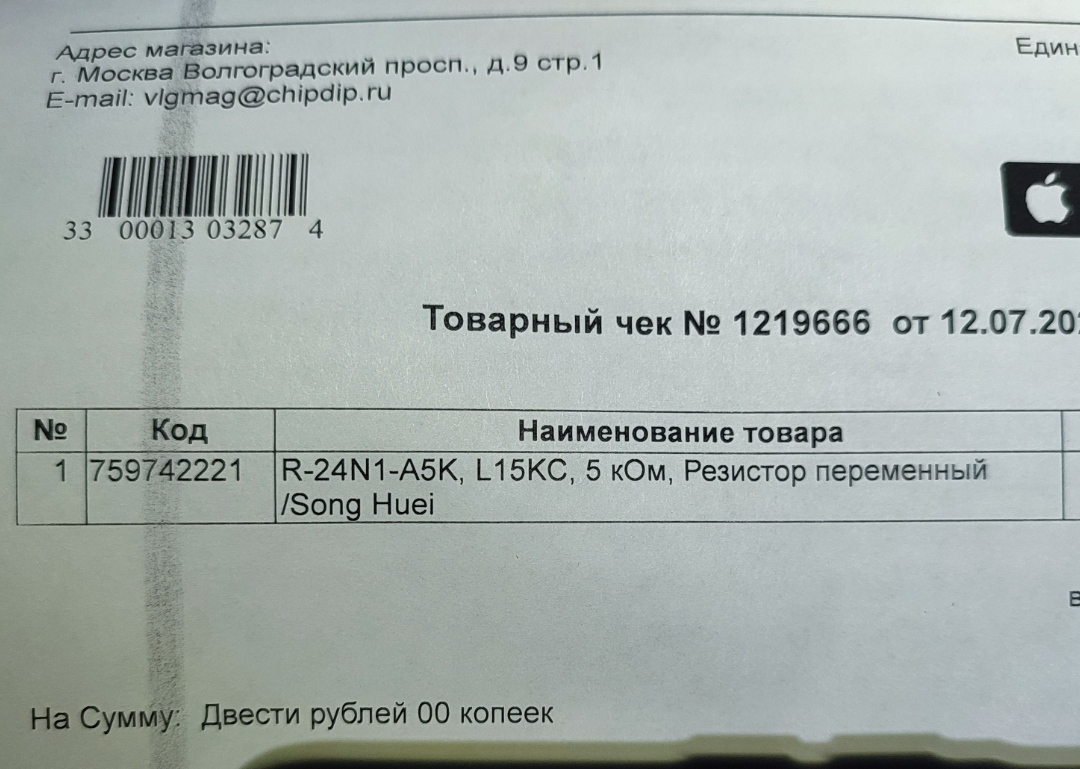 Адрес магазина:
г. Москва Волгоградский просп., д.9 стр.1
E-mail: vlgmag@chipdip.ru
Един
33 00013 03287 4
Товарный чек № 1219666 от 12.07.20
№ Код Наименование товара
1 759742221 R-24N1-A5K, L15KC, 5 кОм, Резистор переменный
/Song Huei
На Сумму: Двести рублей 00 копеек